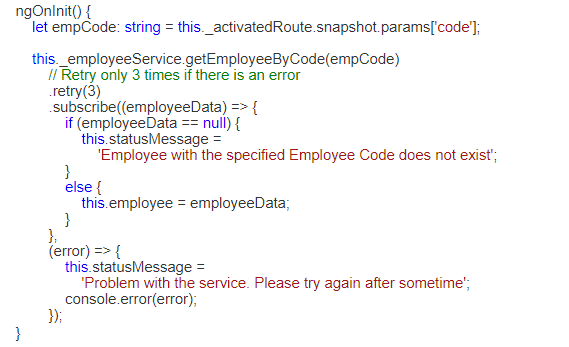 ngOnInit() {
let empCode: string = this._activatedRoute.snapshot.params['code'];
this._employeeService.getEmployeeByCode(empCode)
// Retry only 3 times if there is an error
.retry(3)
.subscribe((employeeData) => {
if (employeeData == null) {
this.statusMessage =
'Employee with the specified Employee Code does not exist';
}
else {
this.employee = employeeData;
}
},
(error) => {
this.statusMessage =
'Problem with the service. Please try again after sometime';
console.error(error);
});
}